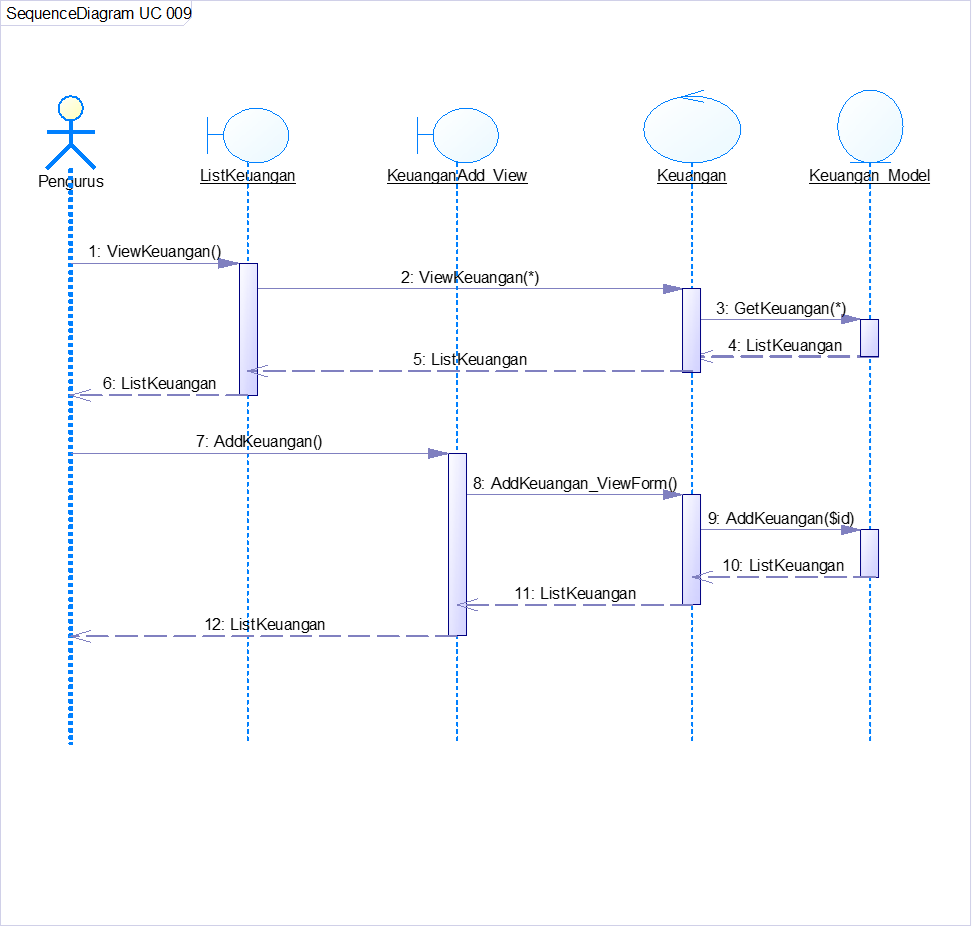 SequenceDiagram UC 009
Pengurus
ListKeuangan
KeuanganAdd_View
Keuangan
Keuangan_Model
1: ViewKeuangan()
2: ViewKeuangan(*)
3: GetKeuangan(*)
4: ListKeuangan
5: ListKeuangan
6: ListKeuangan
7: AddKeuangan()
8: AddKeuangan_ViewForm()
9: AddKeuangan($id)
10: ListKeuangan
11: ListKeuangan
12: ListKeuangan